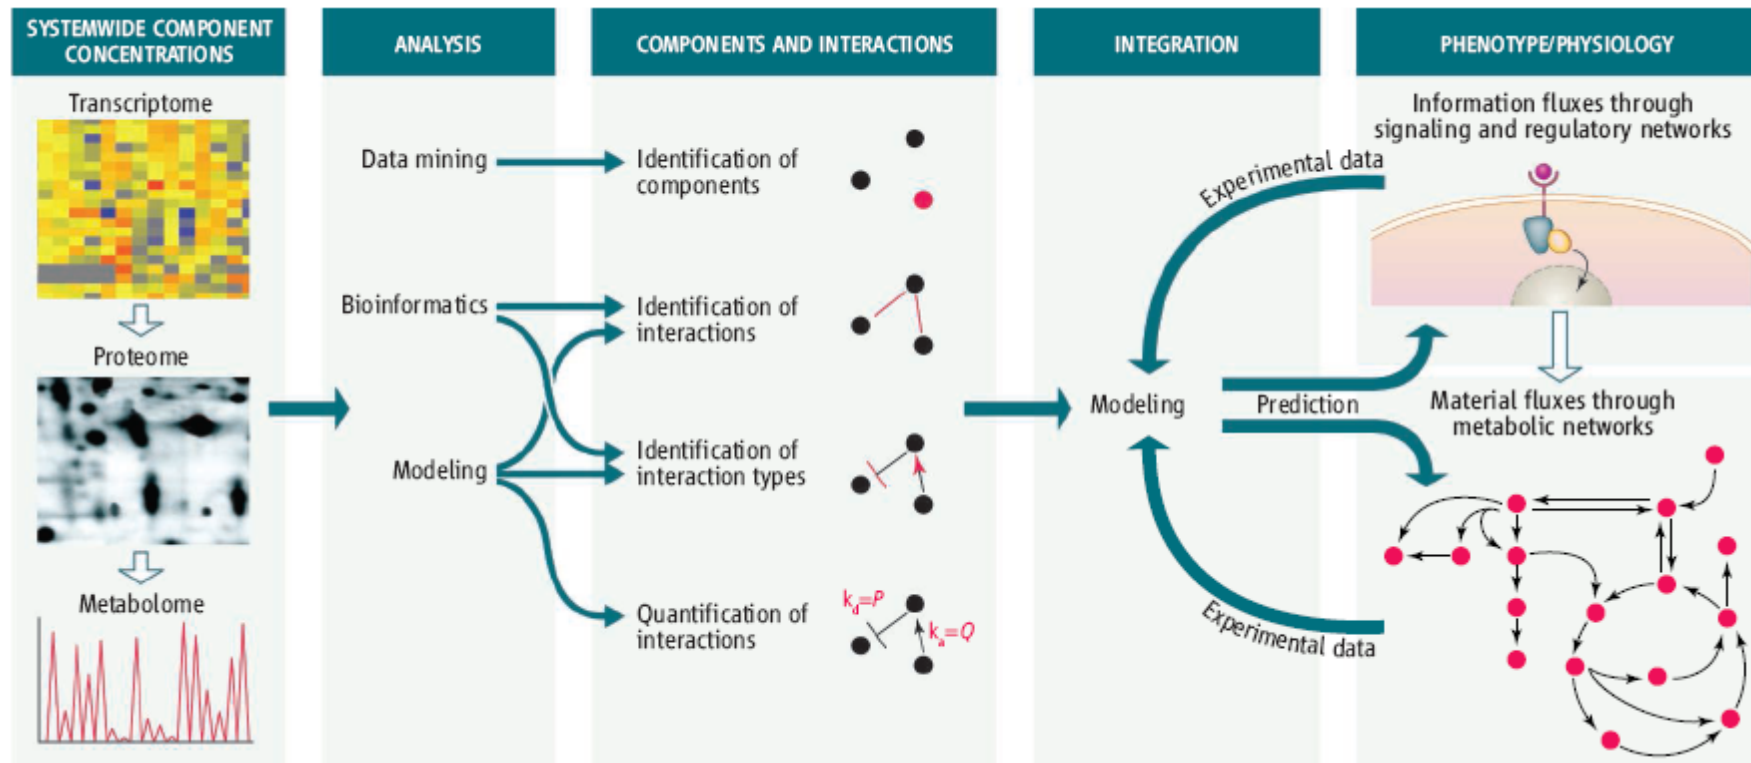 SYSTEMWIDE COMPONENT
CONCENTRATIONS
Transcriptome
Proteome
Metabolome
ANALYSIS
Data mining
Bioinformatics
Modeling
COMPONENTS AND INTERACTIONS
Identification of
components
Identification of
interactions
Identification of
interaction types
Quantification of
interactions
k_d=P
k_a=Q
INTEGRATION
Experimental data
Modeling
Prediction
Experimental data
PHENOTYPE/PHYSIOLOGY
Information fluxes through
signaling and regulatory networks
Material fluxes through
metabolic networks